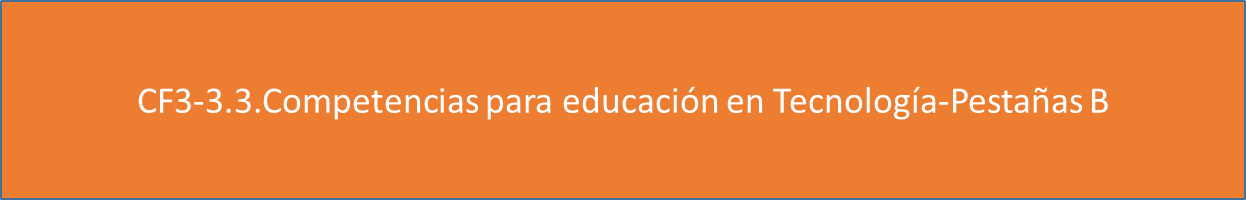 CF3-3.3.Competencias para educación en Tecnología-Pestañas B